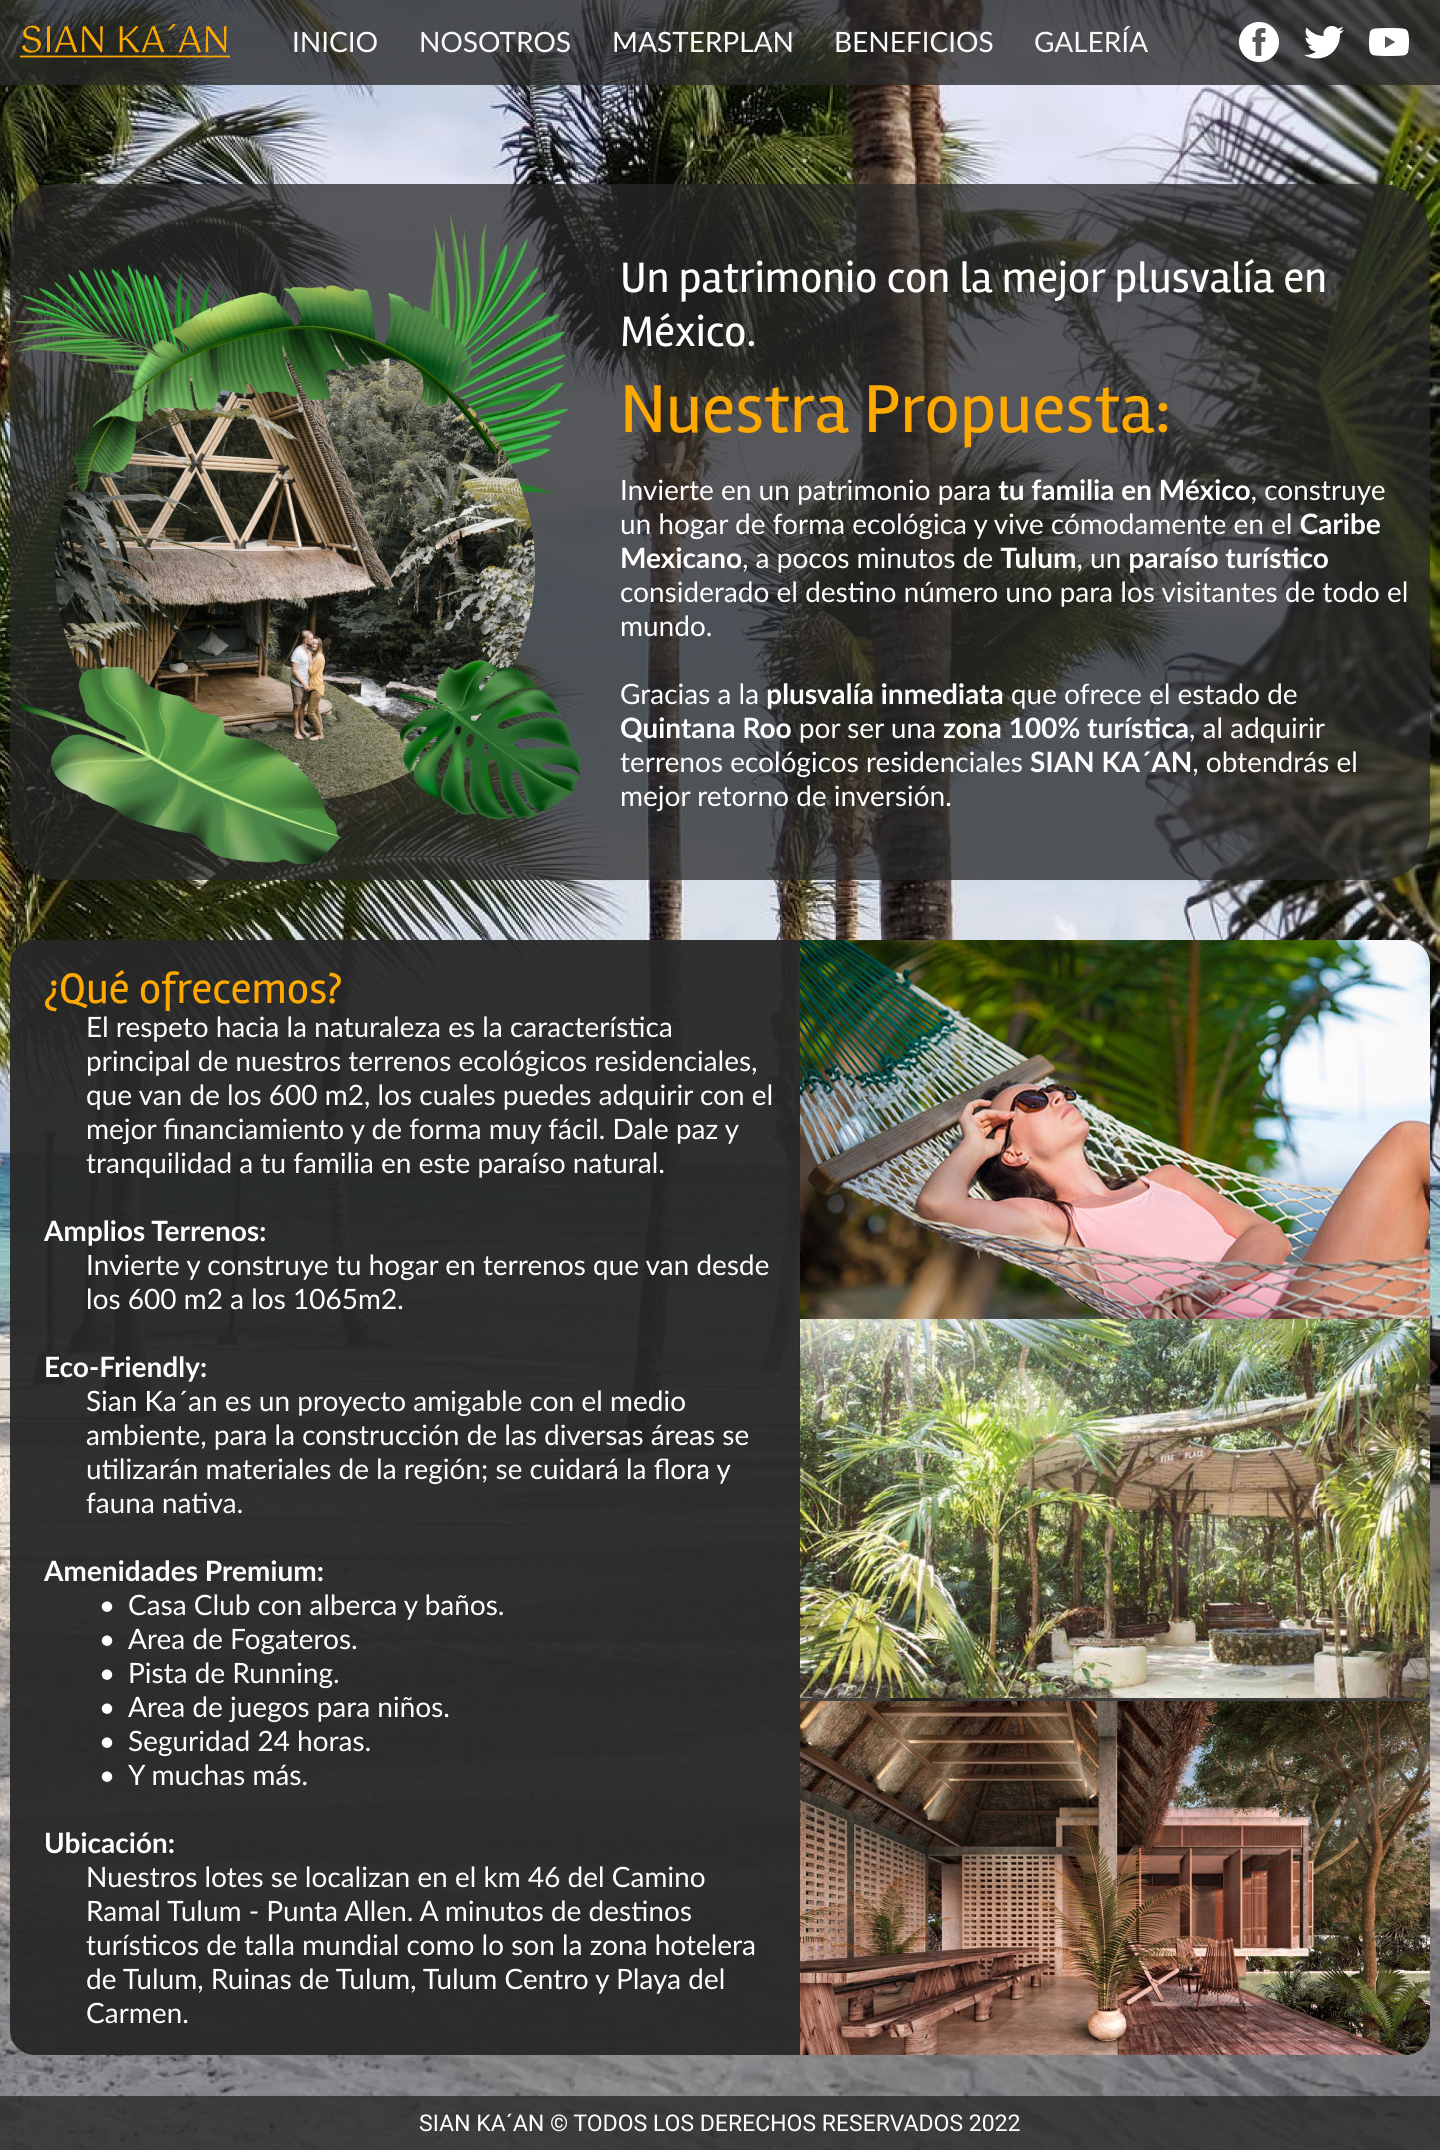 SIAN KA´AN
INICIO NOSOTROS MASTERPLAN BENEFICIOS GALERÍA
Un patrimonio con la mejor plusvalía en
México.
Nuestra Propuesta:
Invierte en un patrimonio para tu familia en México, construye
un hogar de forma ecológica y vive cómodamente en el Caribe
Mexicano, a pocos minutos de Tulum, un paraíso turístico
considerado el destino número uno para los visitantes de todo el
mundo.
Gracias a la plusvalía inmediata que ofrece el estado de
Quintana Roo por ser una zona 100% turística, al adquirir
terrenos ecológicos residenciales SIAN KA´AN, obtendrás el
mejor retorno de inversión.
¿Qué ofrecemos?
El respeto hacia la naturaleza es la característica
principal de nuestros terrenos ecológicos residenciales,
que van de los 600 m2, los cuales puedes adquirir con el
mejor financiamiento y de forma muy fácil. Dale paz y
tranquilidad a tu familia en este paraíso natural.
Amplios Terrenos:
Invierte y construye tu hogar en terrenos que van desde
los 600 m2 a los 1065m2.
Eco-Friendly:
Sian Ka´an es un proyecto amigable con el medio
ambiente, para la construcción de las diversas áreas se
utilizarán materiales de la región; se cuidará la flora y
fauna nativa.
Amenidades Premium:
• Casa Club con alberca y baños.
• Area de Fogateros.
• Pista de Running.
• Area de juegos para niños.
• Seguridad 24 horas.
• Y muchas más.
Ubicación:
Nuestros lotes se localizan en el km 46 del Camino
Ramal Tulum - Punta Allen. A minutos de destinos
turísticos de talla mundial como lo son la zona hotelera
de Tulum, Ruinas de Tulum, Tulum Centro y Playa del
Carmen.
FIRE PLACE
SIAN KA´AN © TODOS LOS DERECHOS RESERVADOS 2022